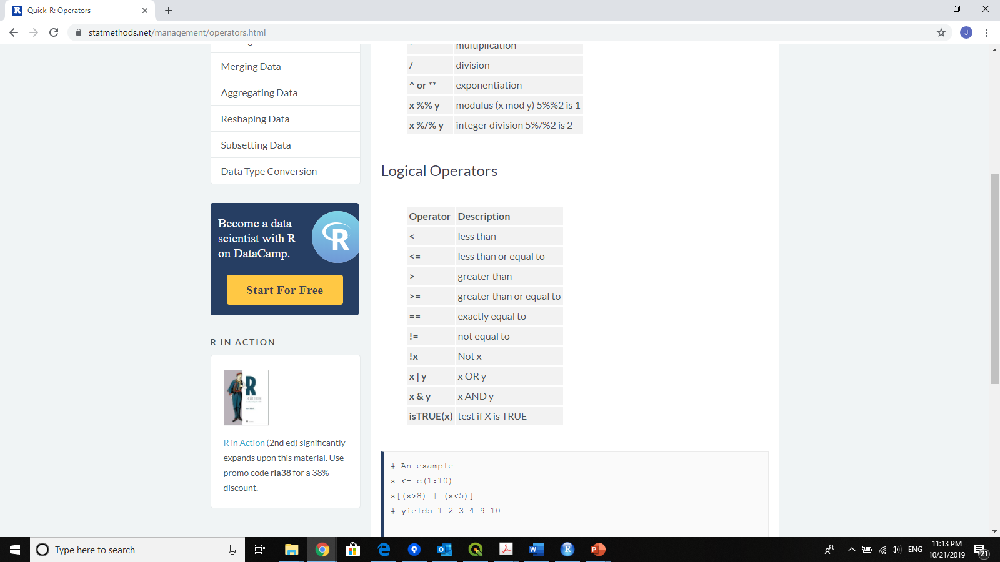 Quick-R: Operators
statmethods.net/management/operators.html
J
Merging Data
Aggregating Data
Reshaping Data
Subsetting Data
Data Type Conversion
Become a data
scientist with R
on DataCamp.
R
Start For Free
R IN ACTION
R
IN ACTION
R in Action (2nd ed) significantly
expands upon this material. Use
promo code ria38 for a 38%
discount.
multiplication
/ division
^ or ** exponentiation
x %% y modulus (x mod y) 5%%2 is 1
x %/% y integer division 5%/%2 is 2
Logical Operators
Operator Description
< less than
<= less than or equal to
> greater than
>= greater than or equal to
== exactly equal to
!= not equal to
!x Not x
x | y x OR y
x & y x AND y
isTRUE(x) test if X is TRUE
# An example
x <- c(1:10)
x[(x>8) | (x<5)]
# yields 1 2 3 4 9 10
Type here to search
ENG
11:13 PM
10/21/2019
21